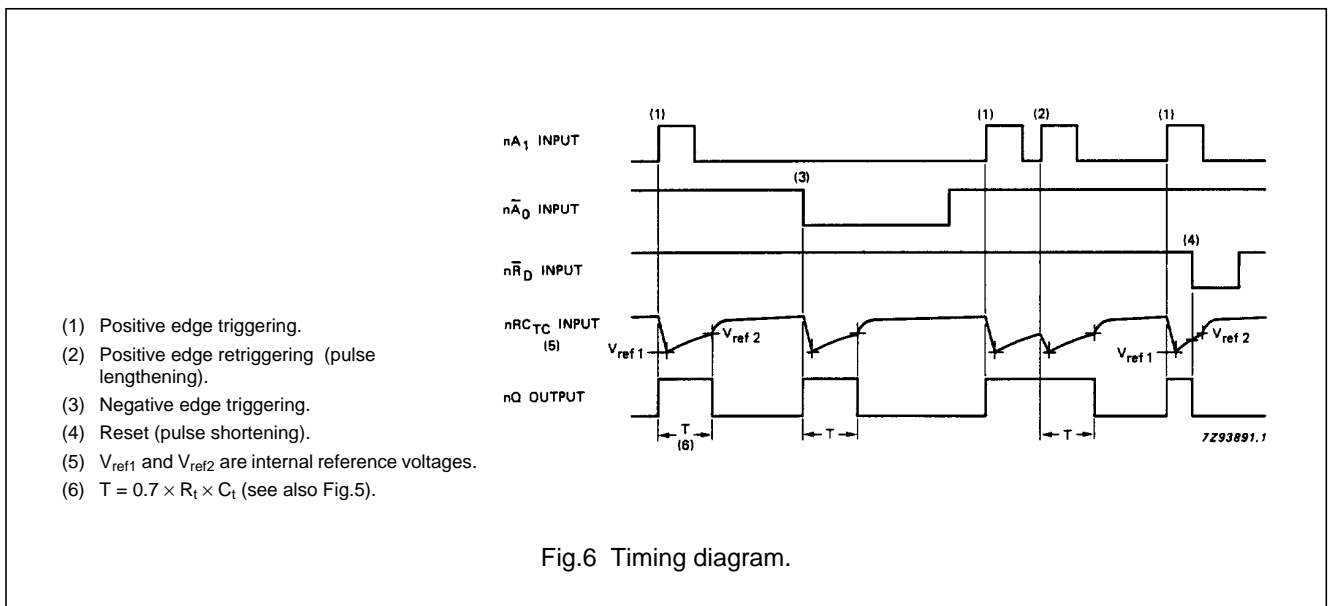 (1) (1) (2) (1)
nA1 INPUT
(3)
nA̅0 INPUT
(4)
nR̅D INPUT
nRCTC INPUT
(5)
Vref 1 Vref 2 Vref 1 Vref 2
nQ OUTPUT
T T T
(6)
7Z93891.1
(1) Positive edge triggering.
(2) Positive edge retriggering (pulse
lengthening).
(3) Negative edge triggering.
(4) Reset (pulse shortening).
(5) Vref1 and Vref2 are internal reference voltages.
(6) T = 0.7 × Rt × Ct (see also Fig.5).
Fig.6 Timing diagram.